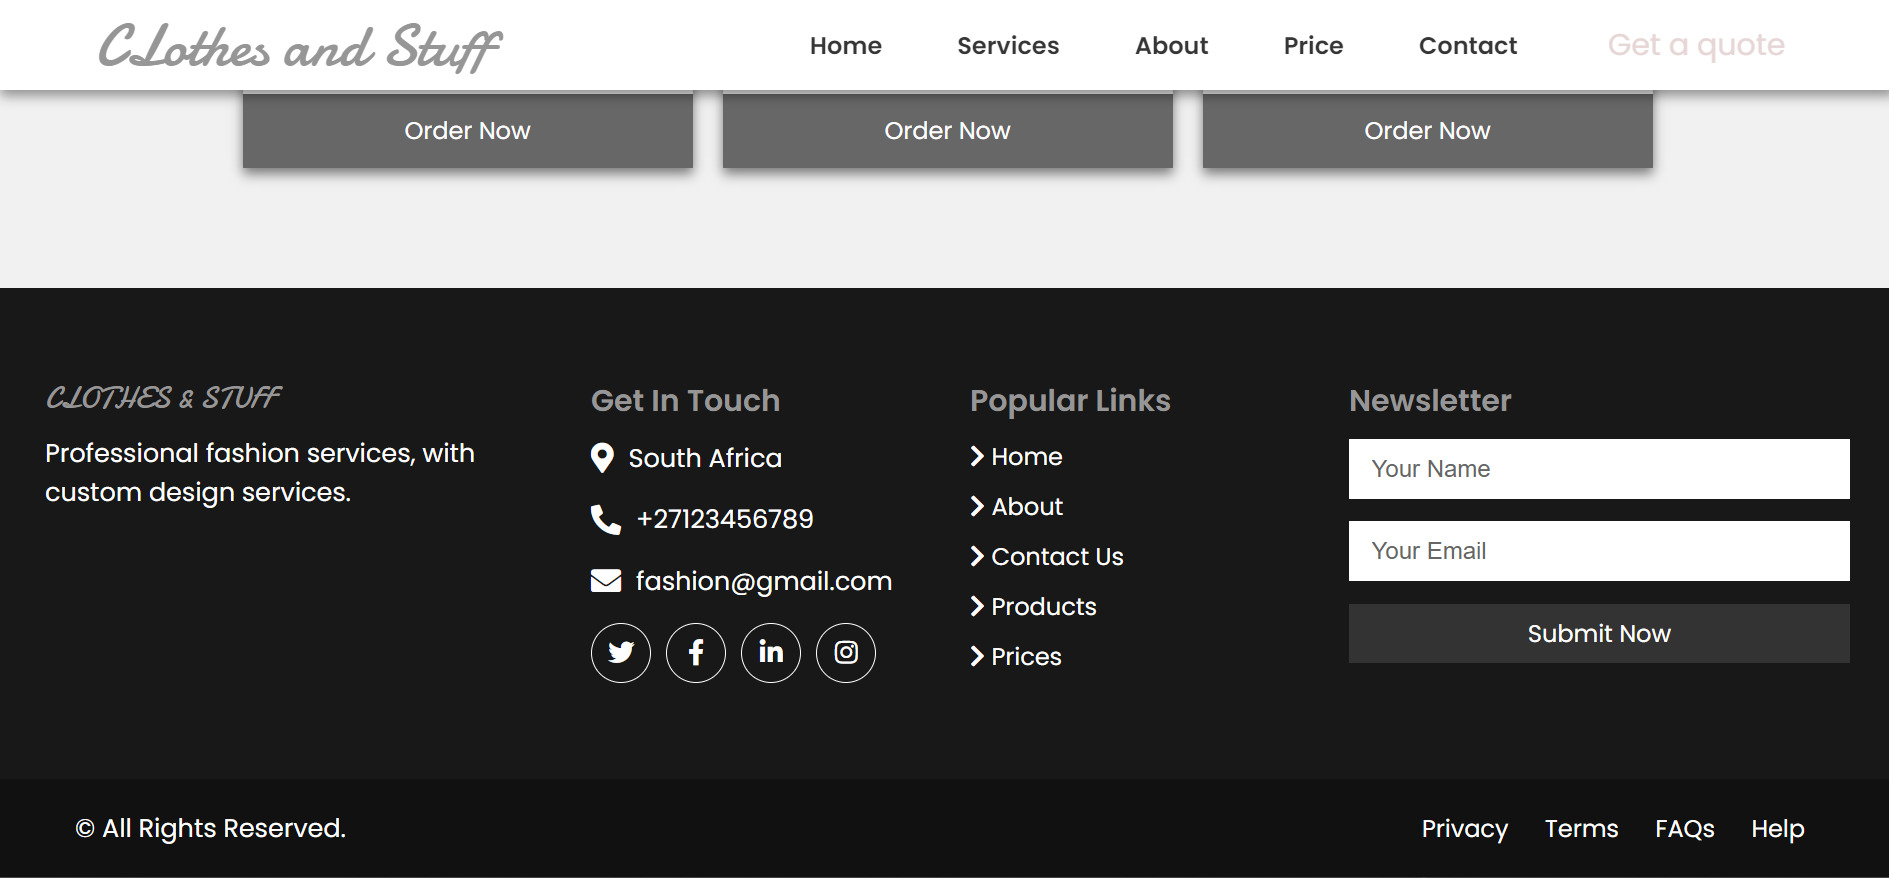 CLothes and Stuff
Home Services About Price Contact Get a quote
Order Now Order Now Order Now
CLOTHES & STUFF
Professional fashion services, with
custom design services.
Get In Touch
South Africa
+27123456789
fashion@gmail.com
Popular Links
Home
About
Contact Us
Products
Prices
Newsletter
Your Name
Your Email
Submit Now
© All Rights Reserved.
Privacy Terms FAQs Help